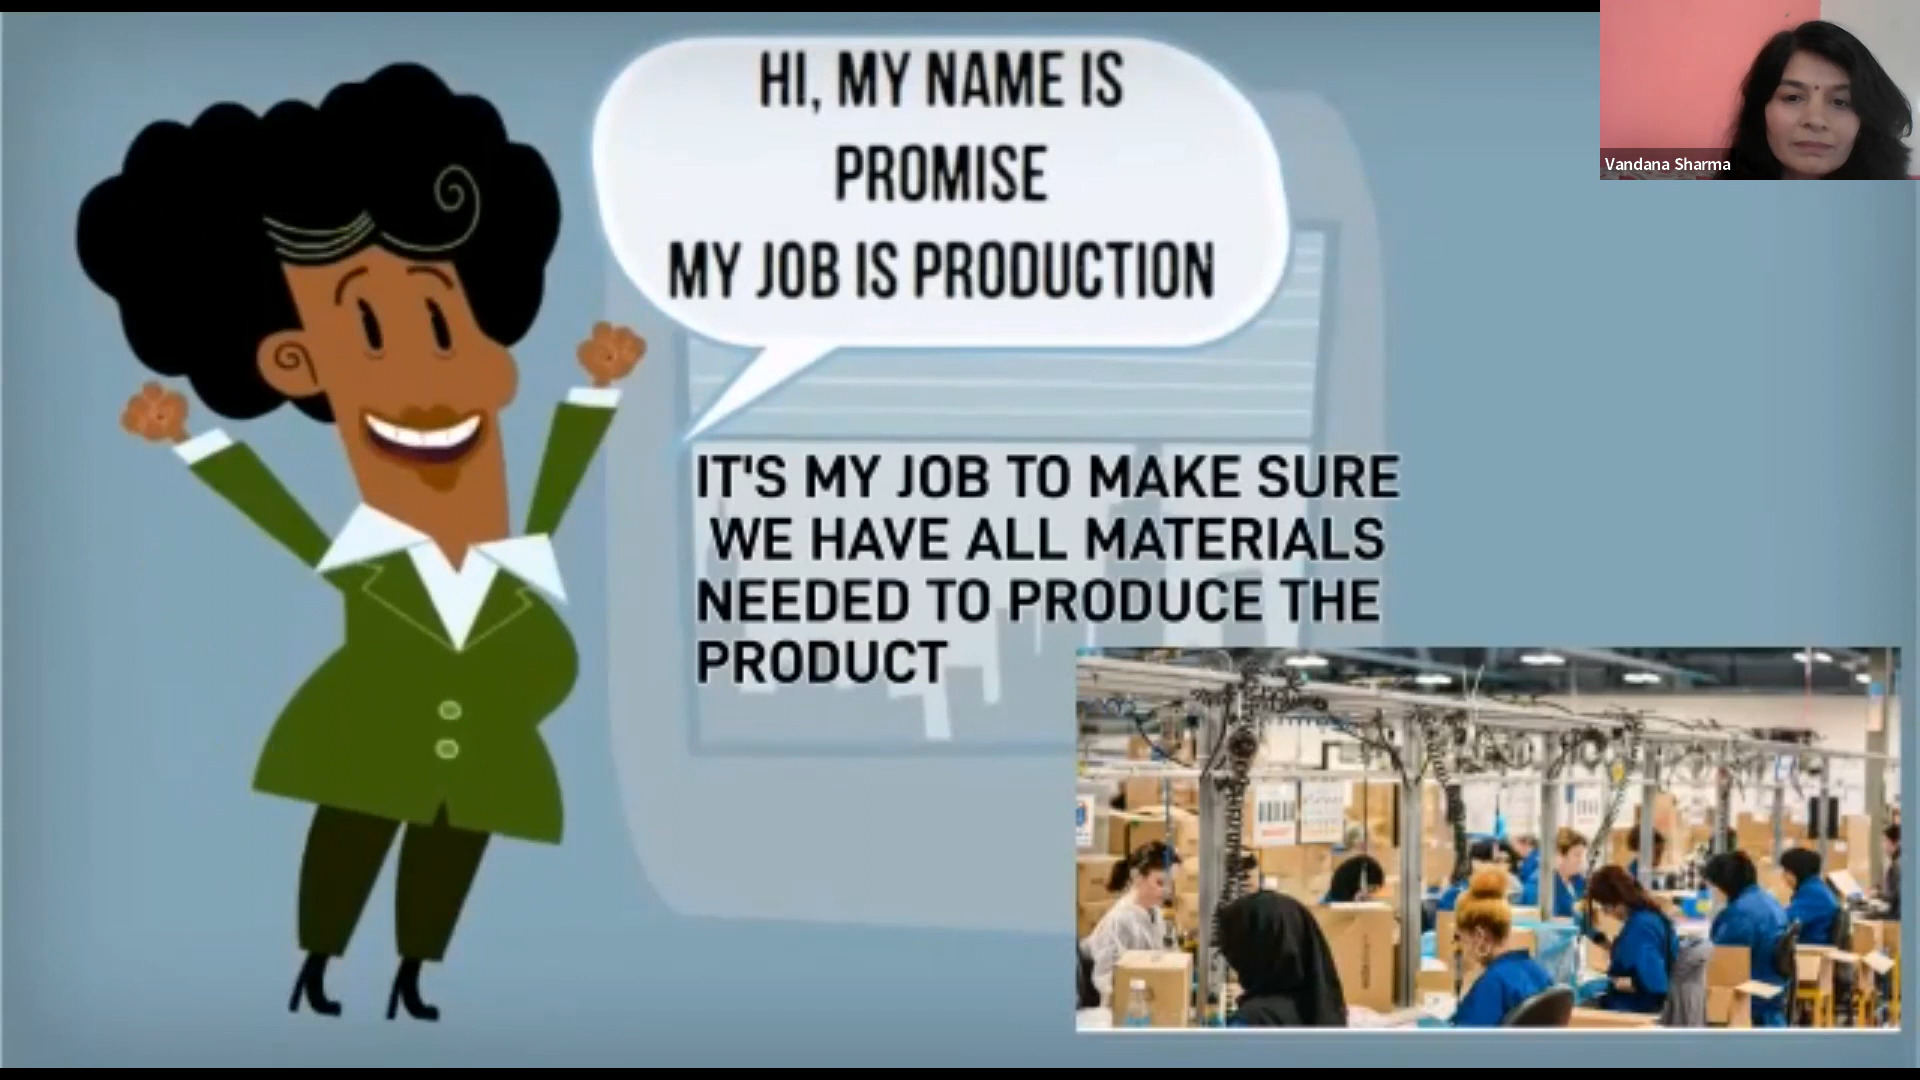 HI, MY NAME IS
PROMISE
MY JOB IS PRODUCTION
Vandana Sharma
IT'S MY JOB TO MAKE SURE
WE HAVE ALL MATERIALS
NEEDED TO PRODUCE THE
PRODUCT